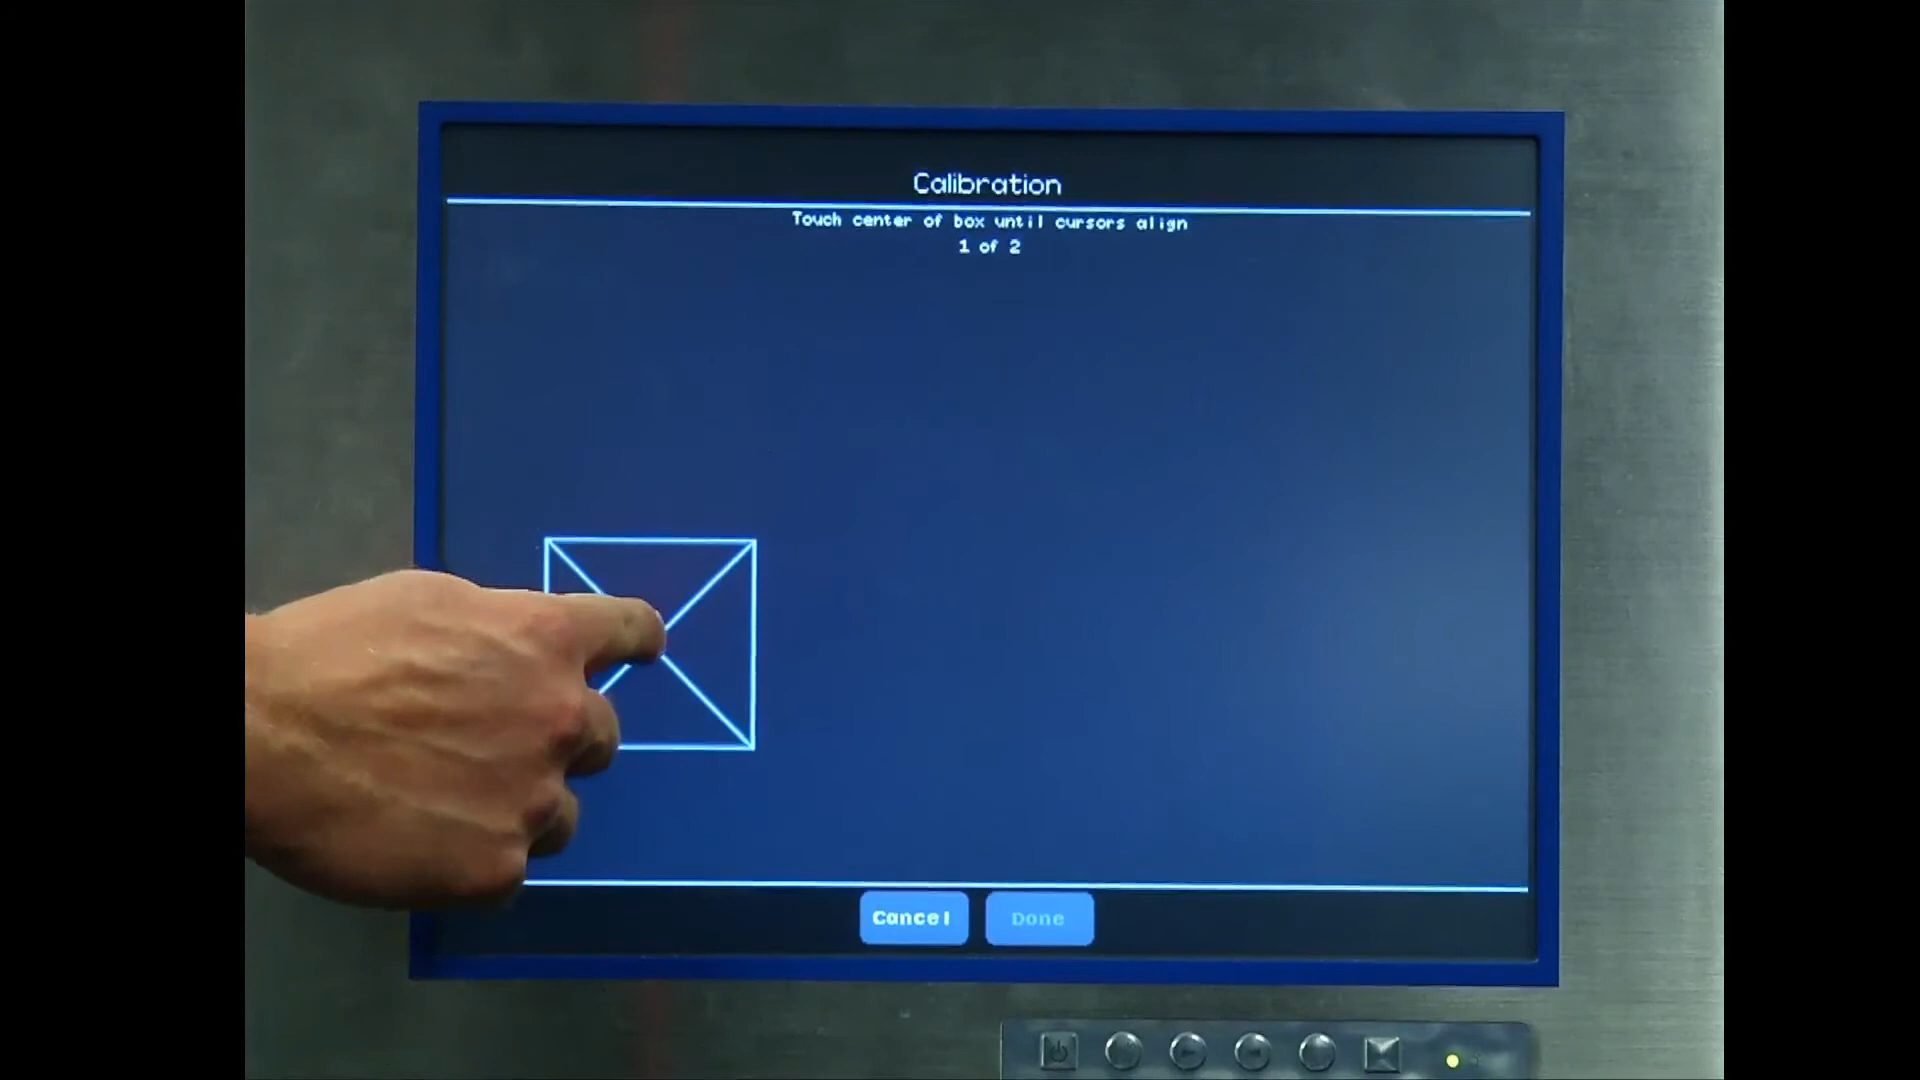 Calibration
Touch center of box until cursors align
1 of 2
Cancel
Done